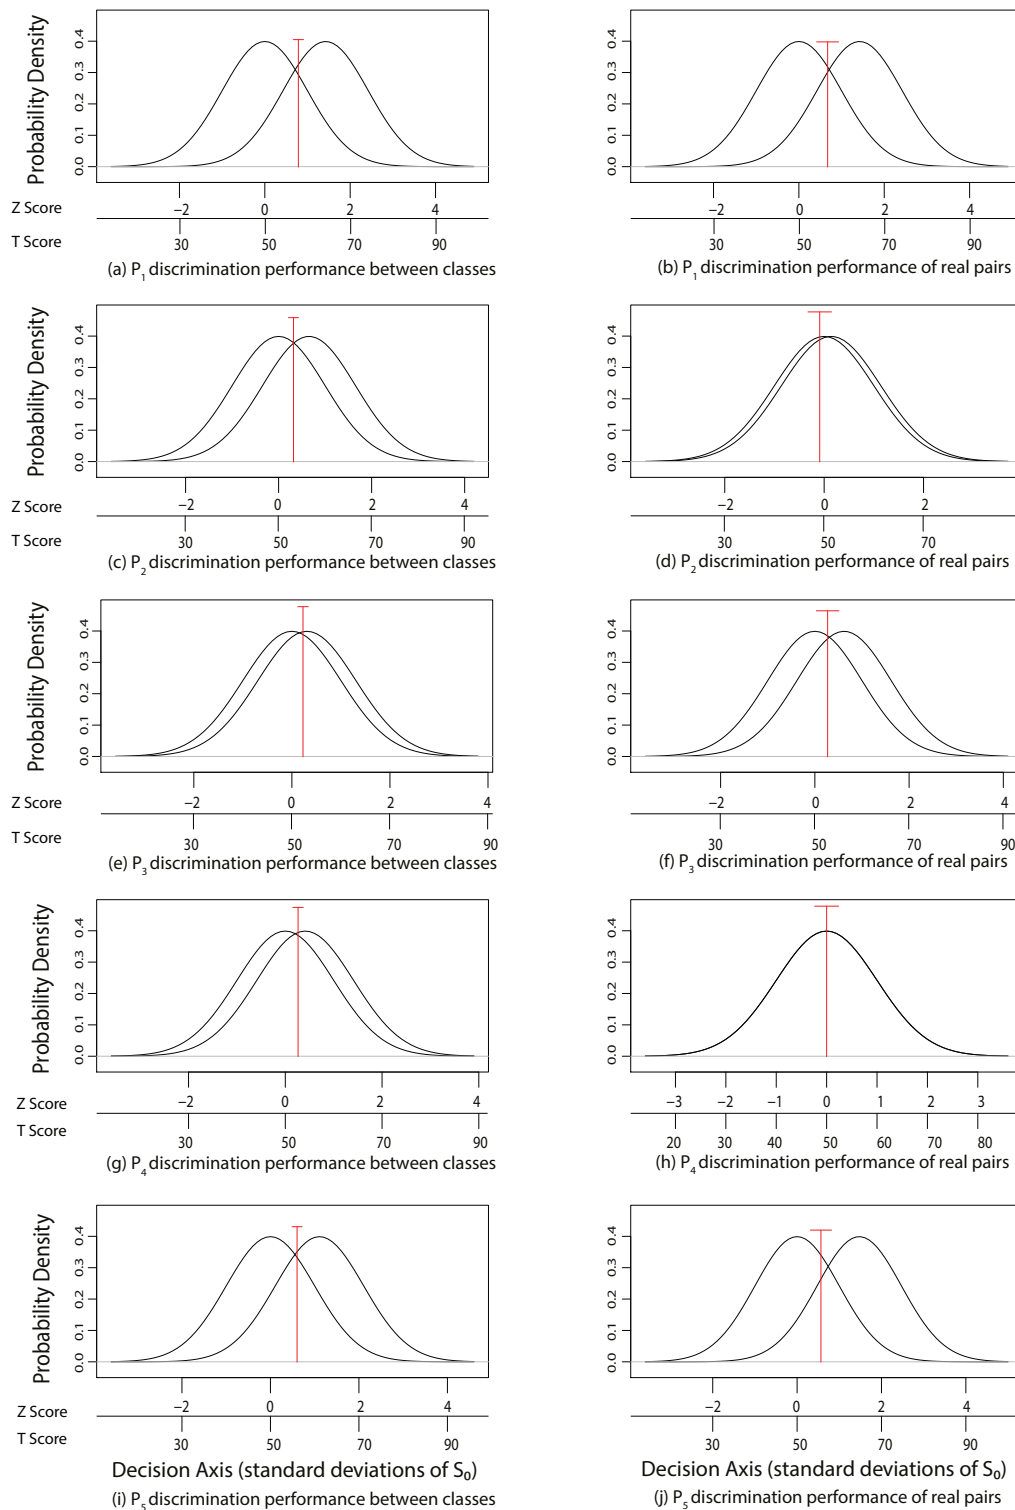 Probability Density
0.0 0.1 0.2 0.3 0.4
0.0 0.1 0.2 0.3 0.4
Z Score −2 0 2 4
−2 0 2 4
T Score 30 50 70 90
30 50 70 90
(a) P1 discrimination performance between classes
(b) P1 discrimination performance of real pairs
Probability Density
0.0 0.1 0.2 0.3 0.4
0.0 0.1 0.2 0.3 0.4
Z Score −2 0 2 4
−2 0 2
T Score 30 50 70 90
30 50 70
(c) P2 discrimination performance between classes
(d) P2 discrimination performance of real pairs
Probability Density
0.0 0.1 0.2 0.3 0.4
0.0 0.1 0.2 0.3 0.4
Z Score −2 0 2 4
−2 0 2 4
T Score 30 50 70 90
30 50 70 90
(e) P3 discrimination performance between classes
(f) P3 discrimination performance of real pairs
Probability Density
0.0 0.1 0.2 0.3 0.4
0.0 0.1 0.2 0.3 0.4
Z Score −2 0 2 4
−3 −2 −1 0 1 2 3
T Score 30 50 70 90
20 30 40 50 60 70 80
(g) P4 discrimination performance between classes
(h) P4 discrimination performance of real pairs
Probability Density
0.0 0.1 0.2 0.3 0.4
0.0 0.1 0.2 0.3 0.4
Z Score −2 0 2 4
−2 0 2 4
T Score 30 50 70 90
30 50 70 90
Decision Axis (standard deviations of S0)
Decision Axis (standard deviations of S0)
(i) P5 discrimination performance between classes
(j) P5 discrimination performance of real pairs